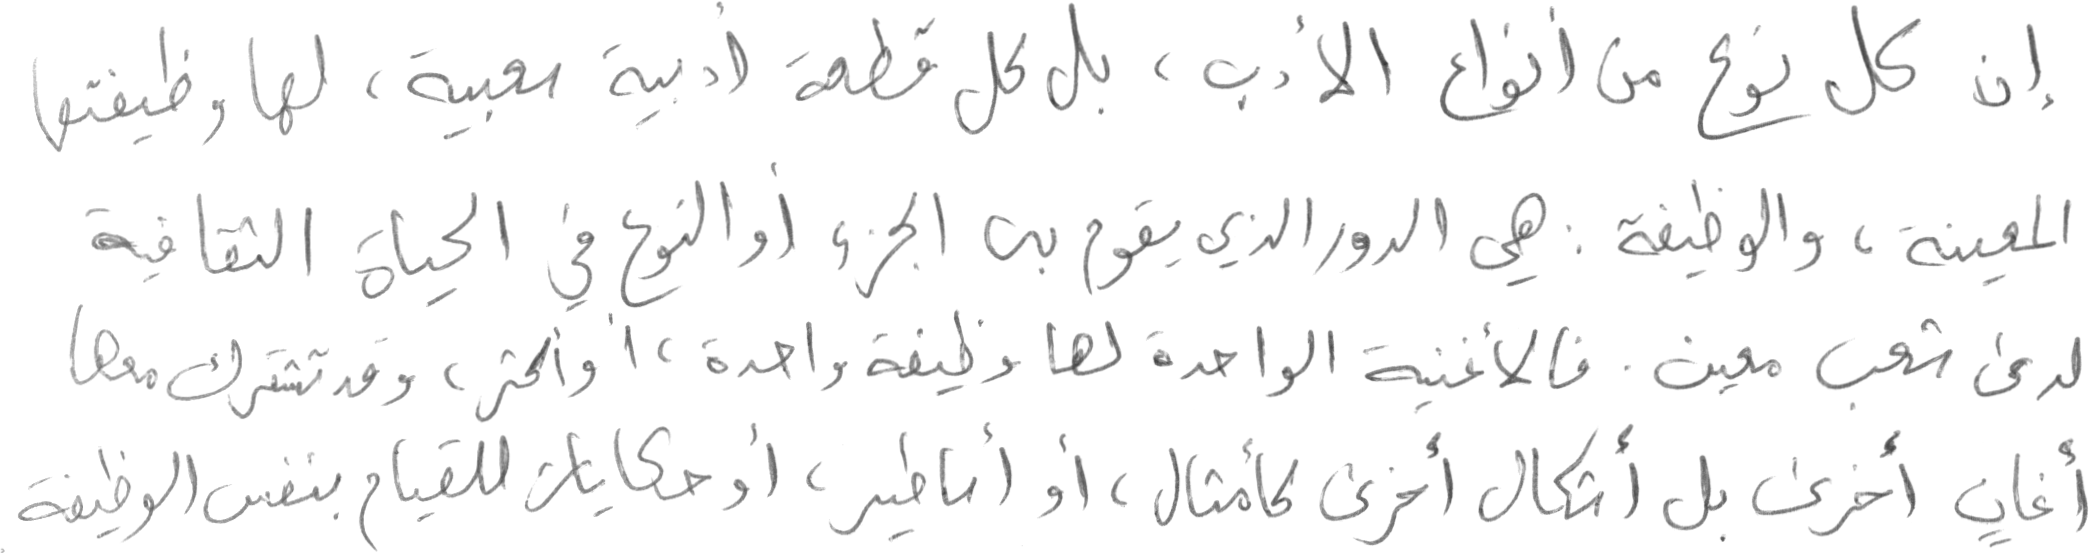 إن كل نوع من أنواع الأدب ، بل كل قطعة أدبية معينة ، لها وظيفتها
المعينة ، والوظيفة : هي الدور الذي يقوم به الجزء أو النوع في الحياة الثقافية
لدى شعب معين . فالأغنية الواحدة لها وظيفة واحدة ، أو أكثر ، وقد تشترك معها
أغاني أخرى بل أشكال أخرى كأمثال ، أو أساطير ، أو حكايات للقيام بنفس الوظيفة